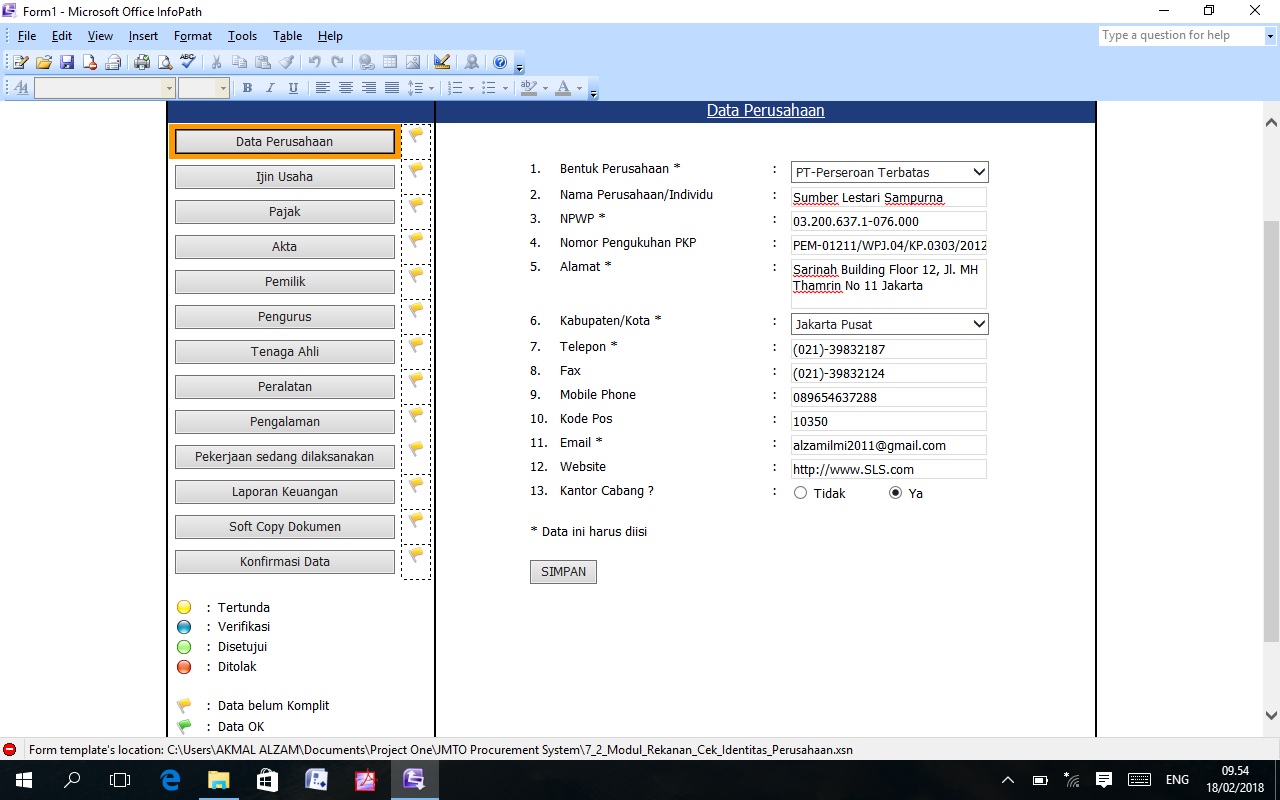 Form1 - Microsoft Office InfoPath
File Edit View Insert Format Tools Table Help
Type a question for help
Data Perusahaan
Data Perusahaan
Ijin Usaha
Pajak
Akta
Pemilik
Pengurus
Tenaga Ahli
Peralatan
Pengalaman
Pekerjaan sedang dilaksanakan
Laporan Keuangan
Soft Copy Dokumen
Konfirmasi Data
: Tertunda
: Verifikasi
: Disetujui
: Ditolak
: Data belum Komplit
: Data OK
1. Bentuk Perusahaan * : PT-Perseroan Terbatas
2. Nama Perusahaan/Individu : Sumber Lestari Sampurna
3. NPWP * : 03.200.637.1-076.000
4. Nomor Pengukuhan PKP : PEM-01211/WPJ.04/KP.0303/2012
5. Alamat * : Sarinah Building Floor 12, Jl. MH
Thamrin No 11 Jakarta
6. Kabupaten/Kota * : Jakarta Pusat
7. Telepon * : (021)-39832187
8. Fax : (021)-39832124
9. Mobile Phone : 089654637288
10. Kode Pos : 10350
11. Email * : alzamilmi2011@gmail.com
12. Website : http://www.SLS.com
13. Kantor Cabang ? : Tidak Ya
* Data ini harus diisi
SIMPAN
Form template's location: C:\Users\AKMAL ALZAM\Documents\Project One\JMTO Procurement System\7_2_Modul_Rekanan_Cek_Identitas_Perusahaan.xsn
ENG
09.54
18/02/2018